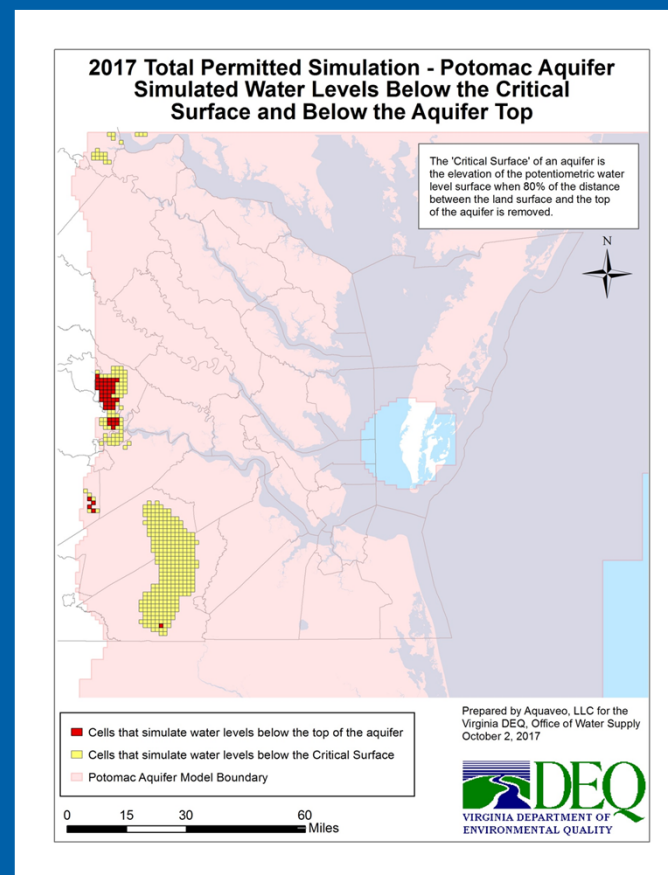 2017 Total Permitted Simulation - Potomac Aquifer
Simulated Water Levels Below the Critical
Surface and Below the Aquifer Top
The 'Critical Surface' of an aquifer is
the elevation of the potentiometric water
level surface when 80% of the distance
between the land surface and the top
of the aquifer is removed.
N
Cells that simulate water levels below the top of the aquifer
Cells that simulate water levels below the Critical Surface
Potomac Aquifer Model Boundary
0 15 30 60
Miles
Prepared by Aquaveo, LLC for the
Virginia DEQ, Office of Water Supply
October 2, 2017
DEQ
VIRGINIA DEPARTMENT OF
ENVIRONMENTAL QUALITY